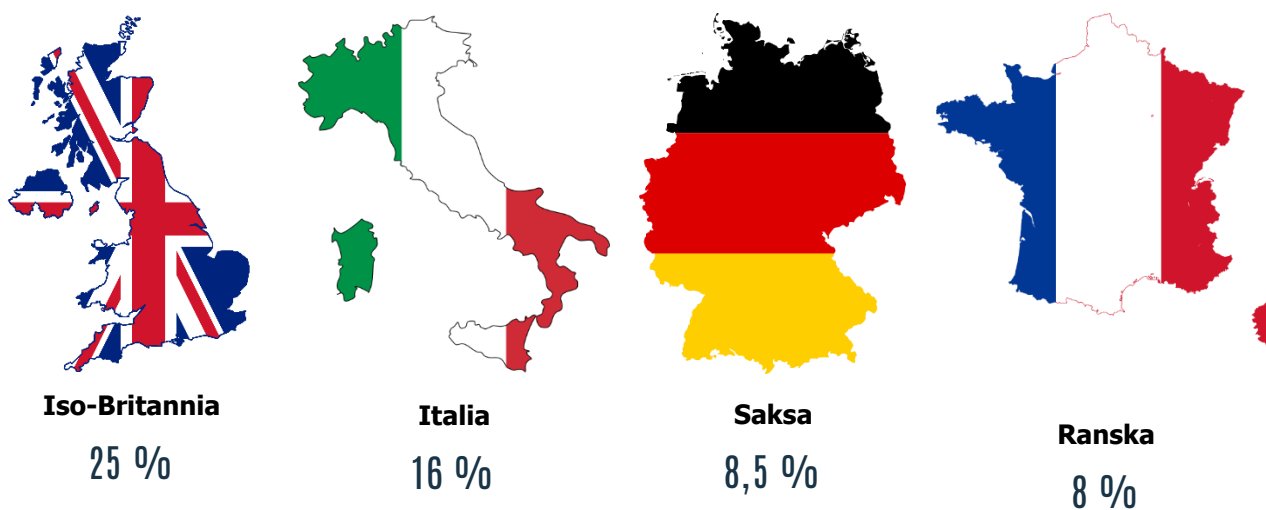 Iso-Britannia
25 %
Italia
16 %
Saksa
8,5 %
Ranska
8 %